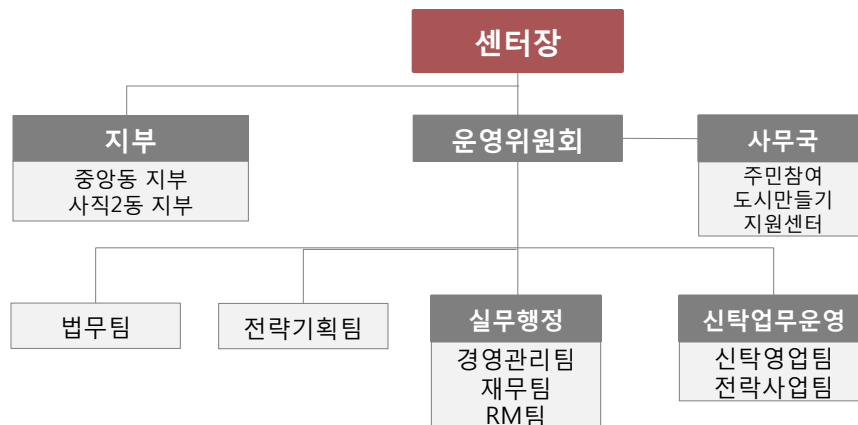 센터장
지부
운영위원회
사무국
중앙동 지부
사직2동 지부
주민참여
도시만들기
지원센터
법무팀
전략기획팀
실무행정
신탁업무운영
경영관리팀
재무팀
RM팀
신탁영업팀
전락사업팀